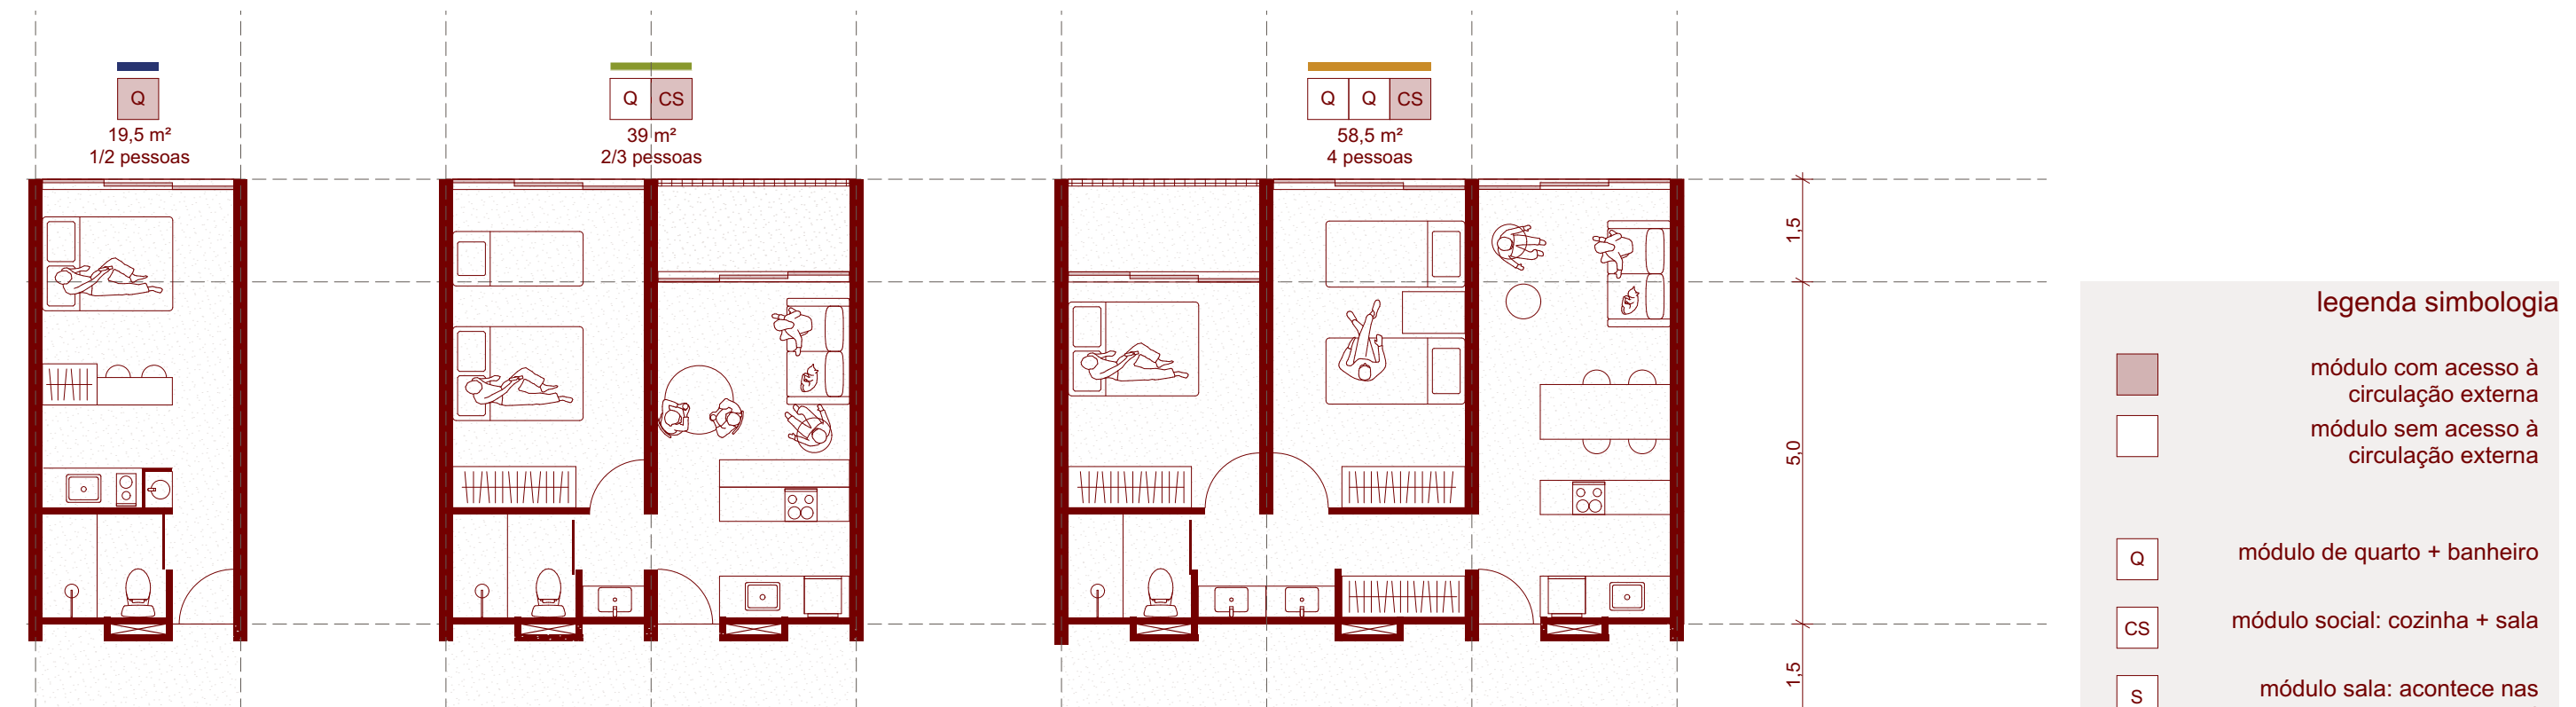 Q
19,5 m²
1/2 pessoas
Q CS
39 m²
2/3 pessoas
Q Q CS
58,5 m²
4 pessoas
1,5
5,0
1,5
legenda simbologia
módulo com acesso à
circulação externa
módulo sem acesso à
circulação externa
Q módulo de quarto + banheiro
CS módulo social: cozinha + sala
S módulo sala: acontece nas